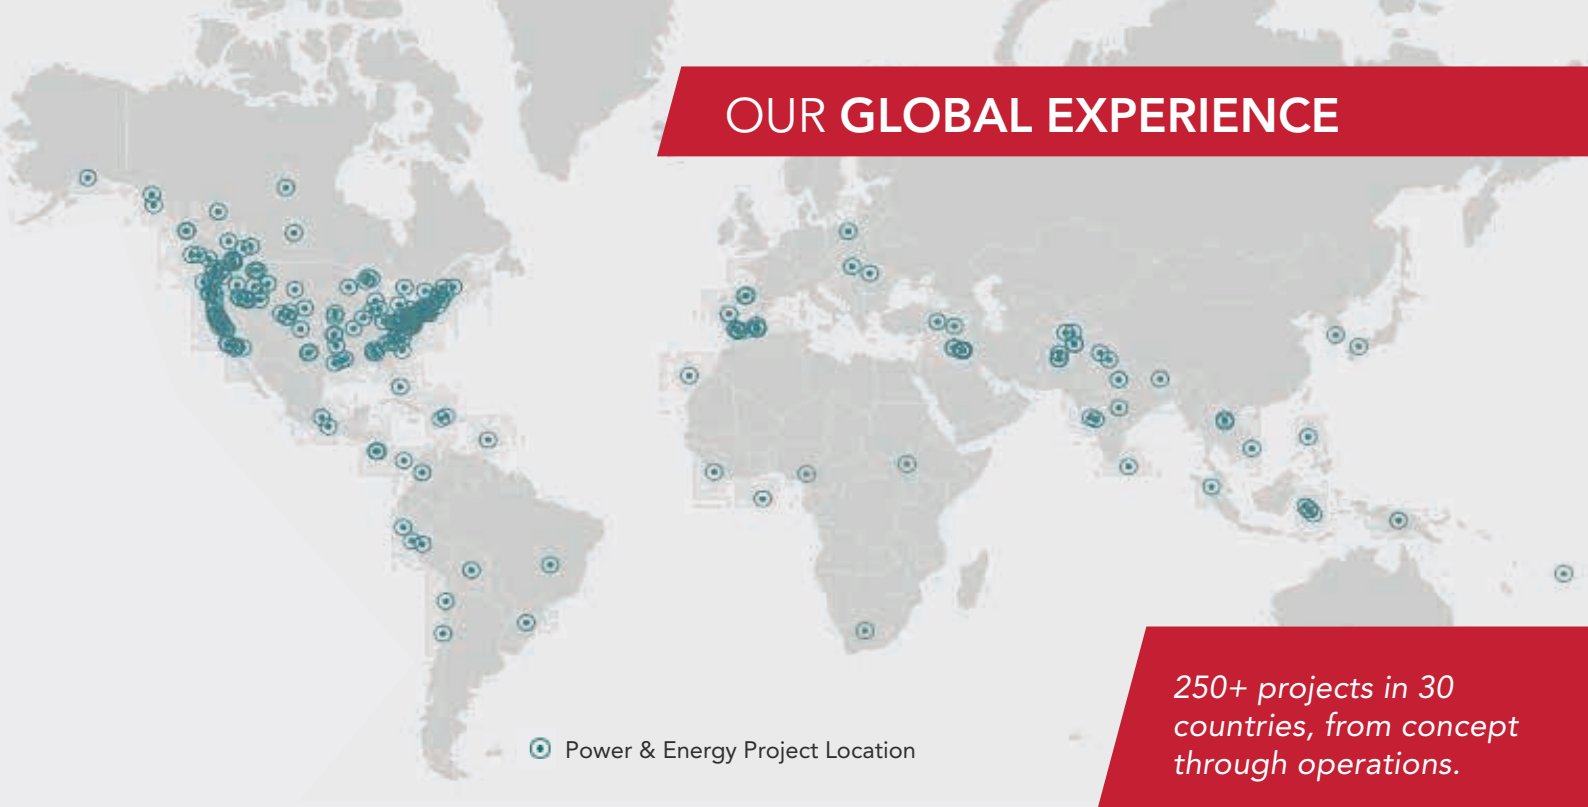 OUR GLOBAL EXPERIENCE
Power & Energy Project Location
250+ projects in 30
countries, from concept
through operations.